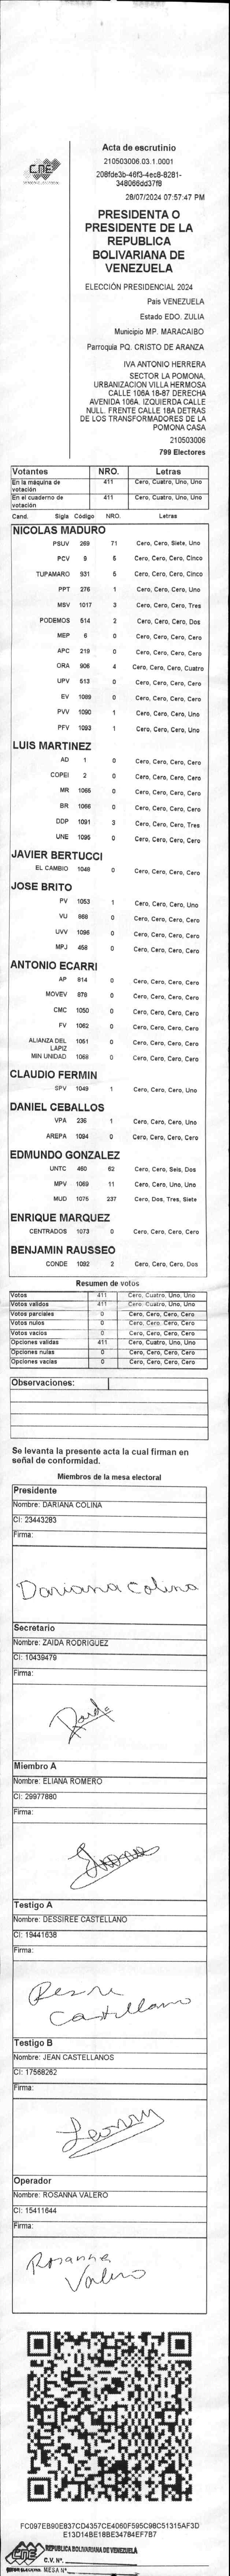 Acta de escrutinio
210503006.03.1.0001
208fde3b-46f3-4ec8-8281-
348066dd37f8
28/07/2024 07:57:47 PM
CNE
PRESIDENTA O
PRESIDENTE DE LA
REPUBLICA
BOLIVARIANA DE
VENEZUELA
ELECCIÓN PRESIDENCIAL 2024
Pais VENEZUELA
Estado EDO. ZULIA
Municipio MP. MARACAIBO
Parroquia PQ. CRISTO DE ARANZA
IVA ANTONIO HERRERA
SECTOR LA POMONA,
URBANIZACION VILLA HERMOSA
CALLE 106A 18-87 DERECHA
AVENIDA 106A. IZQUIERDA CALLE
NULL. FRENTE CALLE 18A DETRAS
DE LOS TRANSFORMADORES DE LA
POMONA CASA
210503006
799 Electores
Votantes NRO. Letras
En la máquina de votación 411 Cero, Cuatro, Uno, Uno
En el cuaderno de votación 411 Cero, Cuatro, Uno, Uno
Cand. Sigla Código NRO. Letras
NICOLAS MADURO
PSUV 269 71 Cero, Cero, Siete, Uno
PCV 9 5 Cero, Cero, Cero, Cinco
TUPAMARO 931 5 Cero, Cero, Cero, Cinco
PPT 276 1 Cero, Cero, Cero, Uno
MSV 1017 3 Cero, Cero, Cero, Tres
PODEMOS 514 2 Cero, Cero, Cero, Dos
MEP 6 0 Cero, Cero, Cero, Cero
APC 219 0 Cero, Cero, Cero, Cero
ORA 906 4 Cero, Cero, Cero, Cuatro
UPV 513 0 Cero, Cero, Cero, Cero
EV 1089 0 Cero, Cero, Cero, Cero
PVV 1090 1 Cero, Cero, Cero, Uno
PFV 1093 1 Cero, Cero, Cero, Uno
LUIS MARTINEZ
AD 1 0 Cero, Cero, Cero, Cero
COPEI 2 0 Cero, Cero, Cero, Cero
MR 1065 0 Cero, Cero, Cero, Cero
BR 1066 0 Cero, Cero, Cero, Cero
DDP 1091 3 Cero, Cero, Cero, Tres
UNE 1095 0 Cero, Cero, Cero, Cero
JAVIER BERTUCCI
EL CAMBIO 1048 0 Cero, Cero, Cero, Cero
JOSE BRITO
PV 1053 1 Cero, Cero, Cero, Uno
VU 868 0 Cero, Cero, Cero, Cero
UVV 1096 0 Cero, Cero, Cero, Cero
MPJ 458 0 Cero, Cero, Cero, Cero
ANTONIO ECARRI
AP 814 0 Cero, Cero, Cero, Cero
MOVEV 878 0 Cero, Cero, Cero, Cero
CMC 1050 0 Cero, Cero, Cero, Cero
FV 1062 0 Cero, Cero, Cero, Cero
ALIANZA DEL LAPIZ 1051 0 Cero, Cero, Cero, Cero
MIN UNIDAD 1068 0 Cero, Cero, Cero, Cero
CLAUDIO FERMIN
SPV 1049 1 Cero, Cero, Cero, Uno
DANIEL CEBALLOS
VPA 236 1 Cero, Cero, Cero, Uno
AREPA 1094 0 Cero, Cero, Cero, Cero
EDMUNDO GONZALEZ
UNTC 460 62 Cero, Cero, Seis, Dos
MPV 1069 11 Cero, Cero, Uno, Uno
MUD 1075 237 Cero, Dos, Tres, Siete
ENRIQUE MARQUEZ
CENTRADOS 1073 0 Cero, Cero, Cero, Cero
BENJAMIN RAUSSEO
CONDE 1092 2 Cero, Cero, Cero, Dos
Resumen de votos
Votos 411 Cero, Cuatro, Uno, Uno
Votos validos 411 Cero, Cuatro, Uno, Uno
Votos parciales 0 Cero, Cero, Cero, Cero
Votos nulos 0 Cero, Cero, Cero, Cero
Votos vacios 0 Cero, Cero, Cero, Cero
Opciones validas 411 Cero, Cuatro, Uno, Uno
Opciones nulas 0 Cero, Cero, Cero, Cero
Opciones vacias 0 Cero, Cero, Cero, Cero
Observaciones:
Se levanta la presente acta la cual firman en
señal de conformidad.
Miembros de la mesa electoral
Presidente
Nombre: DARIANA COLINA
CI: 23443283
Firma:
Dariana Colina
Secretario
Nombre: ZAIDA RODRIGUEZ
CI: 10439479
Firma:
Miembro A
Nombre: ELIANA ROMERO
CI: 29977880
Firma:
Testigo A
Nombre: DESSIREE CASTELLANO
CI: 19441638
Firma:
Castellano
Testigo B
Nombre: JEAN CASTELLANOS
CI: 17568262
Firma:
Operador
Nombre: ROSANNA VALERO
CI: 15411644
Firma:
Rosanna
Valero
FC097EB80E837CD4357CE4060F595C98C51315AF3D
E13D14BE18BE34784EF7B7
CNE
REPUBLICA BOLIVARIANA DE VENEZUELA
C.V. Nº.
MESA Nº